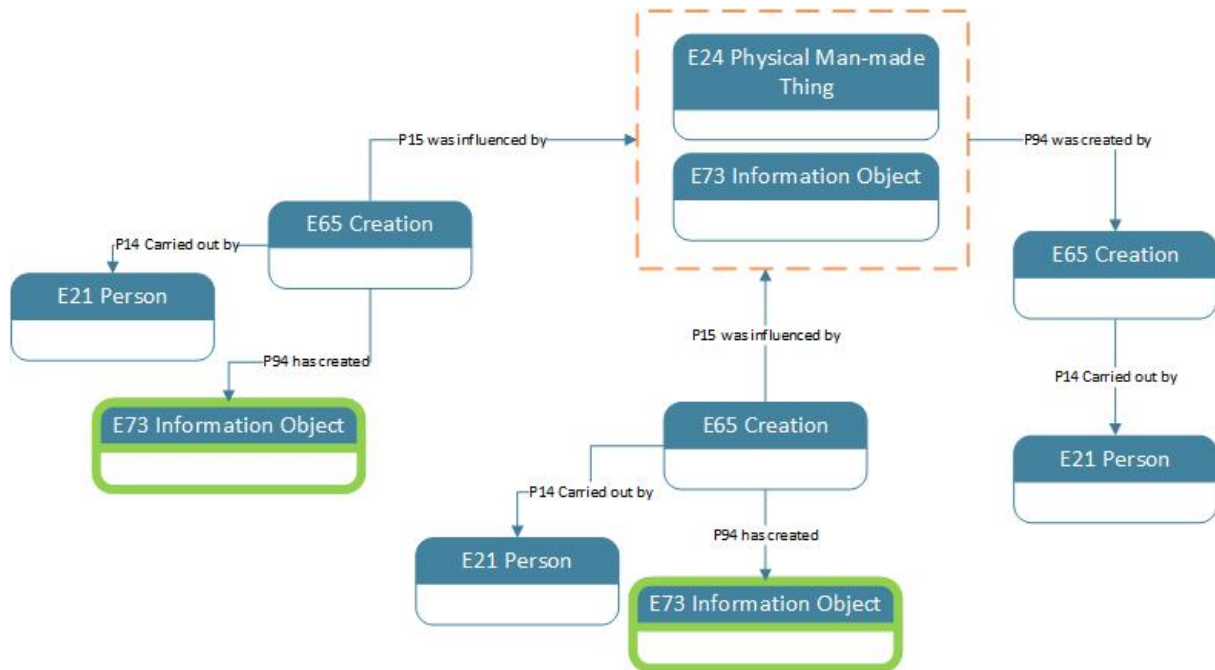 E24 Physical Man-made
Thing
P15 was influenced by
P94 was created by
E73 Information Object
E65 Creation
P14 Carried out by
E65 Creation
E21 Person
P15 was influenced by
P94 has created
P14 Carried out by
E73 Information Object
E65 Creation
E21 Person
P14 Carried out by
P94 has created
E21 Person
E73 Information Object